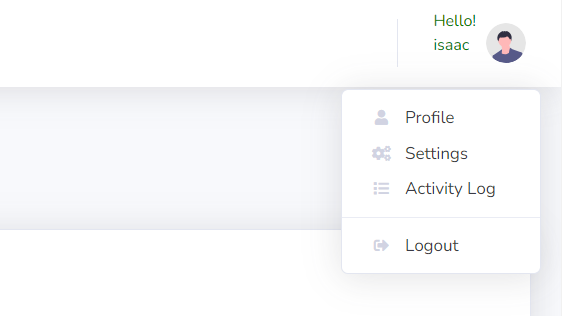 Hello!
isaac
Profile
Settings
Activity Log
Logout